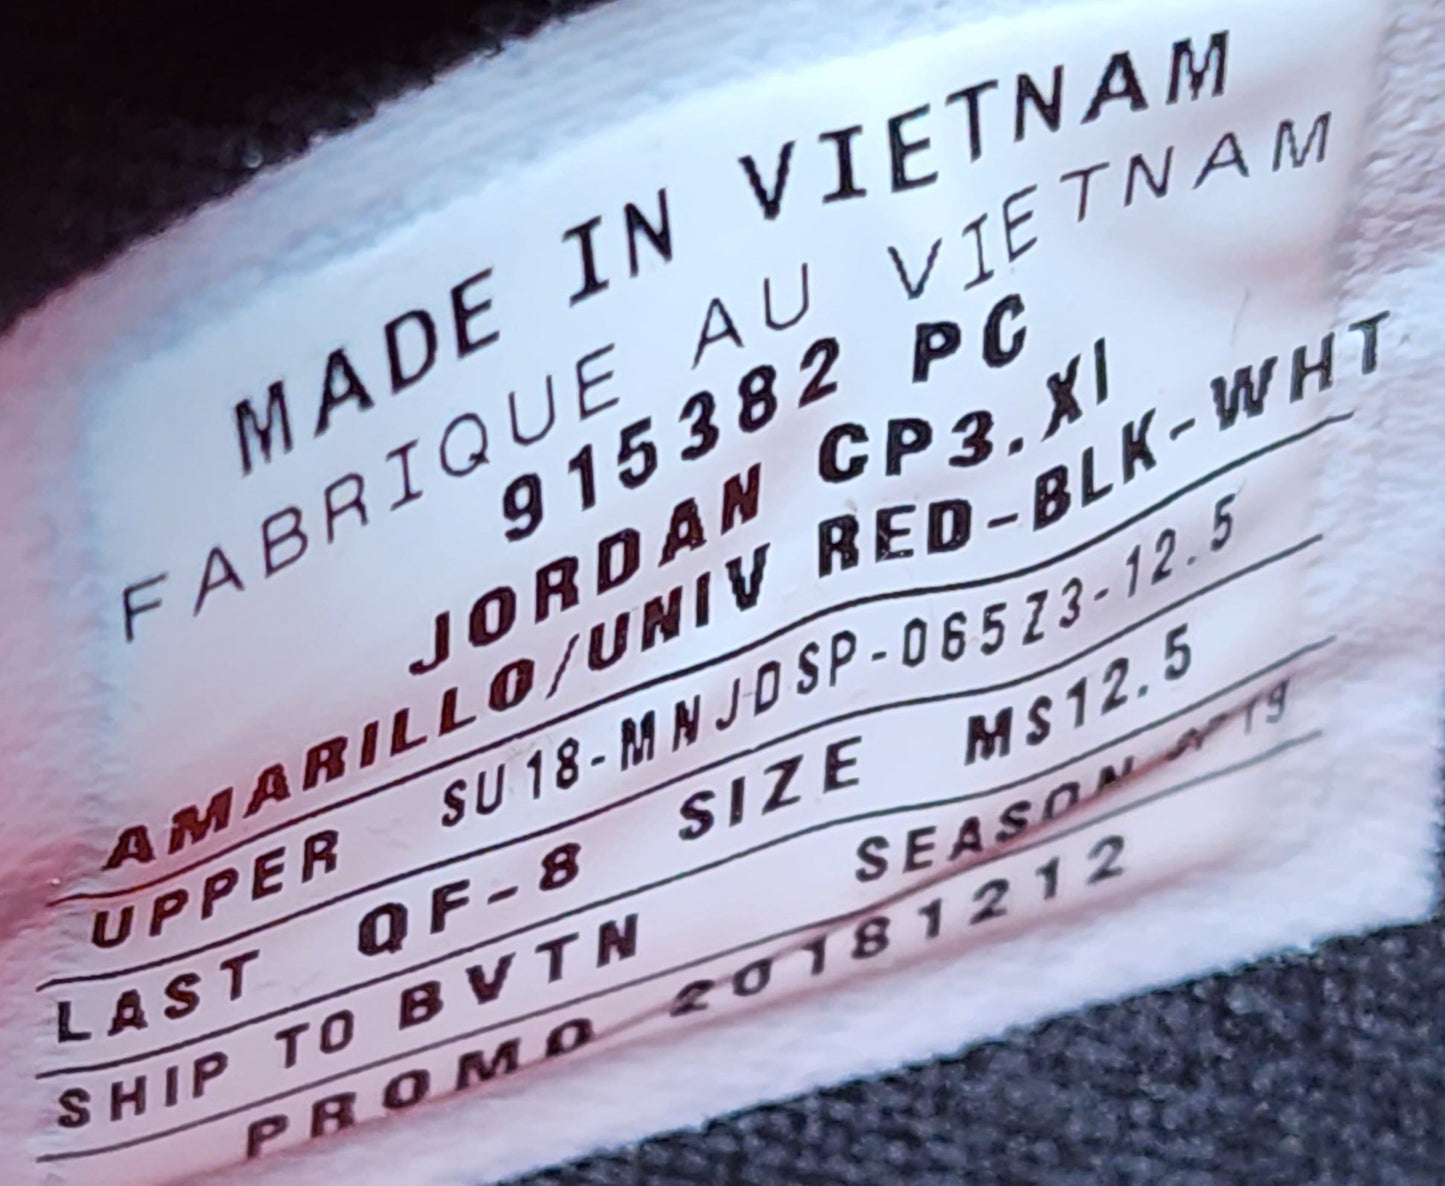 MADE IN VIETNAM
FABRIQUE AU VIETNAM
915382 PC
JORDAN CP3.XI
AMARILLO/UNIV RED-BLK-WHT
UPPER SU18-MNJDSP-065Z3-12.5
LAST QF-8 SIZE MS12.5
SHIP TO BVTN SEASON
PROMO 20181212